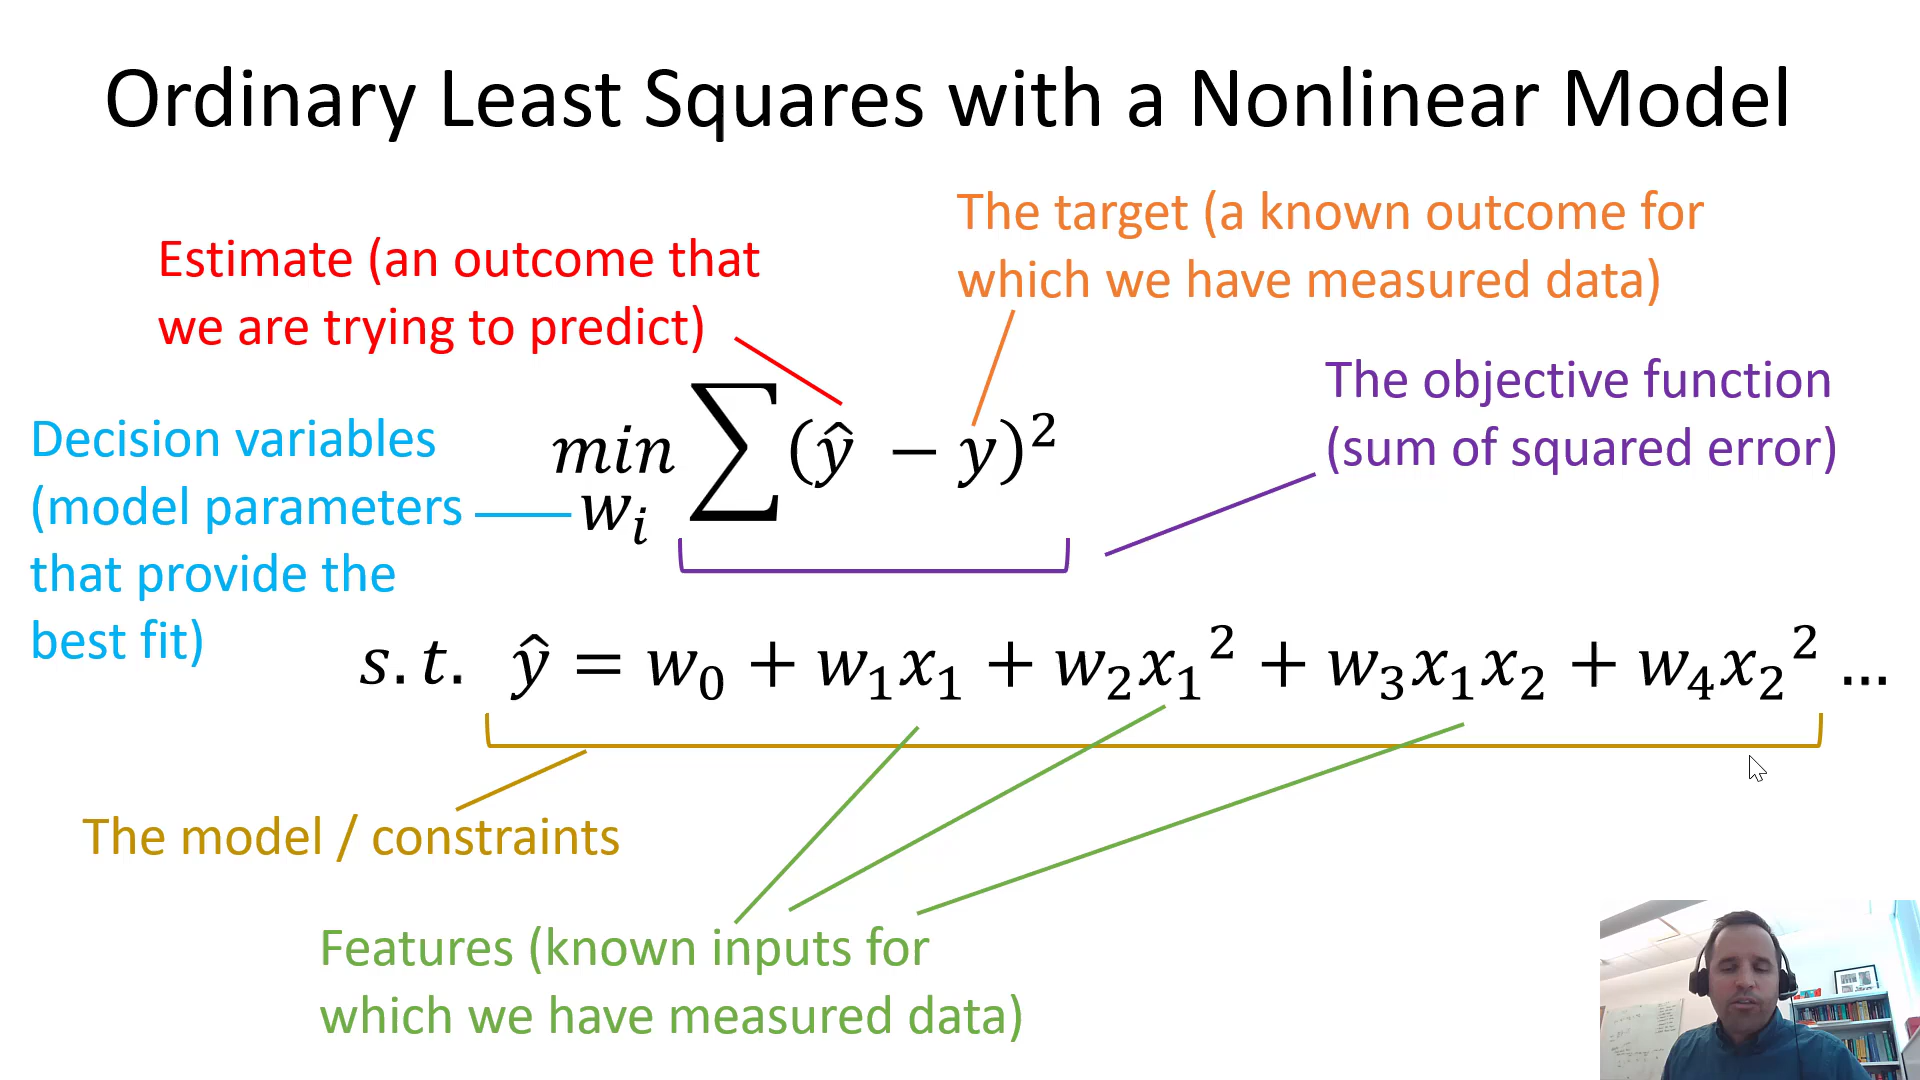 Ordinary Least Squares with a Nonlinear Model
The target (a known outcome for
which we have measured data)
Estimate (an outcome that
we are trying to predict)
The objective function
(sum of squared error)
Decision variables
(model parameters
that provide the
best fit)
min ∑(ŷ − y)²
wᵢ
s.t. ŷ = w₀ + w₁x₁ + w₂x₁² + w₃x₁x₂ + w₄x₂² ...
The model / constraints
Features (known inputs for
which we have measured data)